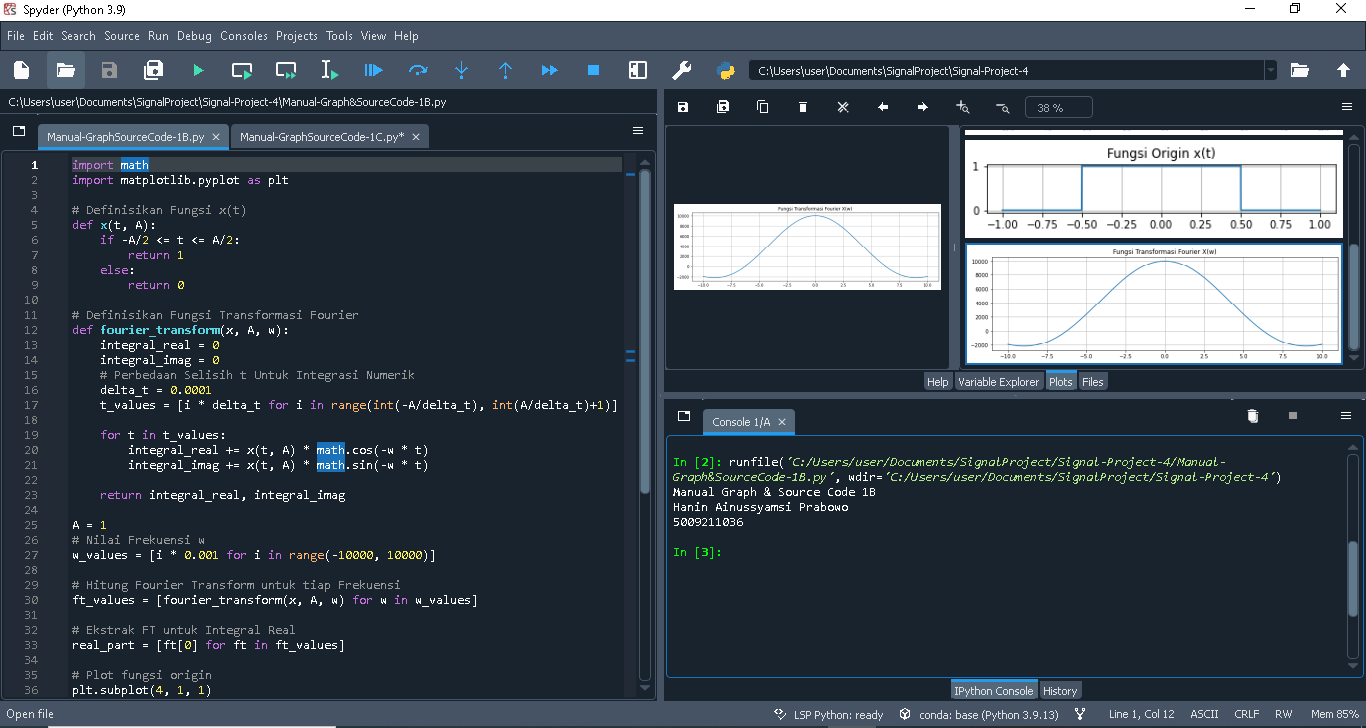 Spyder (Python 3.9)
File Edit Search Source Run Debug Consoles Projects Tools View Help
C:\Users\user\Documents\SignalProject\Signal-Project-4
C:\Users\user\Documents\SignalProject\Signal-Project-4\Manual-Graph&SourceCode-1B.py
Manual-GraphSourceCode-1B.py
Manual-GraphSourceCode-1C.py*
1 import math
2 import matplotlib.pyplot as plt
3
4 # Definisikan Fungsi x(t)
5 def x(t, A):
6 if -A/2 <= t <= A/2:
7 return 1
8 else:
9 return 0
10
11 # Definisikan Fungsi Transformasi Fourier
12 def fourier_transform(x, A, w):
13 integral_real = 0
14 integral_imag = 0
15 # Perbedaan Selisih t Untuk Integrasi Numerik
16 delta_t = 0.0001
17 t_values = [i * delta_t for i in range(int(-A/delta_t), int(A/delta_t)+1)]
18
19 for t in t_values:
20 integral_real += x(t, A) * math.cos(-w * t)
21 integral_imag += x(t, A) * math.sin(-w * t)
22
23 return integral_real, integral_imag
24
25 A = 1
26 # Nilai Frekuensi w
27 w_values = [i * 0.001 for i in range(-10000, 10000)]
28
29 # Hitung Fourier Transform untuk tiap Frekuensi
30 ft_values = [fourier_transform(x, A, w) for w in w_values]
31
32 # Ekstrak FT untuk Integral Real
33 real_part = [ft[0] for ft in ft_values]
34
35 # Plot fungsi origin
36 plt.subplot(4, 1, 1)
38 %
Fungsi Transformasi Fourier X(w)
10000
8000
6000
4000
2000
0
−2000
−10.0 −7.5 −5.0 −2.5 0.0 2.5 5.0 7.5 10.0
Fungsi Origin x(t)
1
0
−1.00 −0.75 −0.50 −0.25 0.00 0.25 0.50 0.75 1.00
Fungsi Transformasi Fourier X(w)
10000
8000
6000
4000
2000
0
−2000
−10.0 −7.5 −5.0 −2.5 0.0 2.5 5.0 7.5 10.0
Help Variable Explorer Plots Files
Console 1/A
In [2]: runfile('C:/Users/user/Documents/SignalProject/Signal-Project-4/Manual-
Graph&SourceCode-1B.py', wdir='C:/Users/user/Documents/SignalProject/Signal-Project-4')
Manual Graph & Source Code 1B
Hanin Ainussyamsi Prabowo
5009211036
In [3]:
IPython Console History
Open file
LSP Python: ready
conda: base (Python 3.9.13)
Line 1, Col 12
ASCII
CRLF
RW
Mem 85%